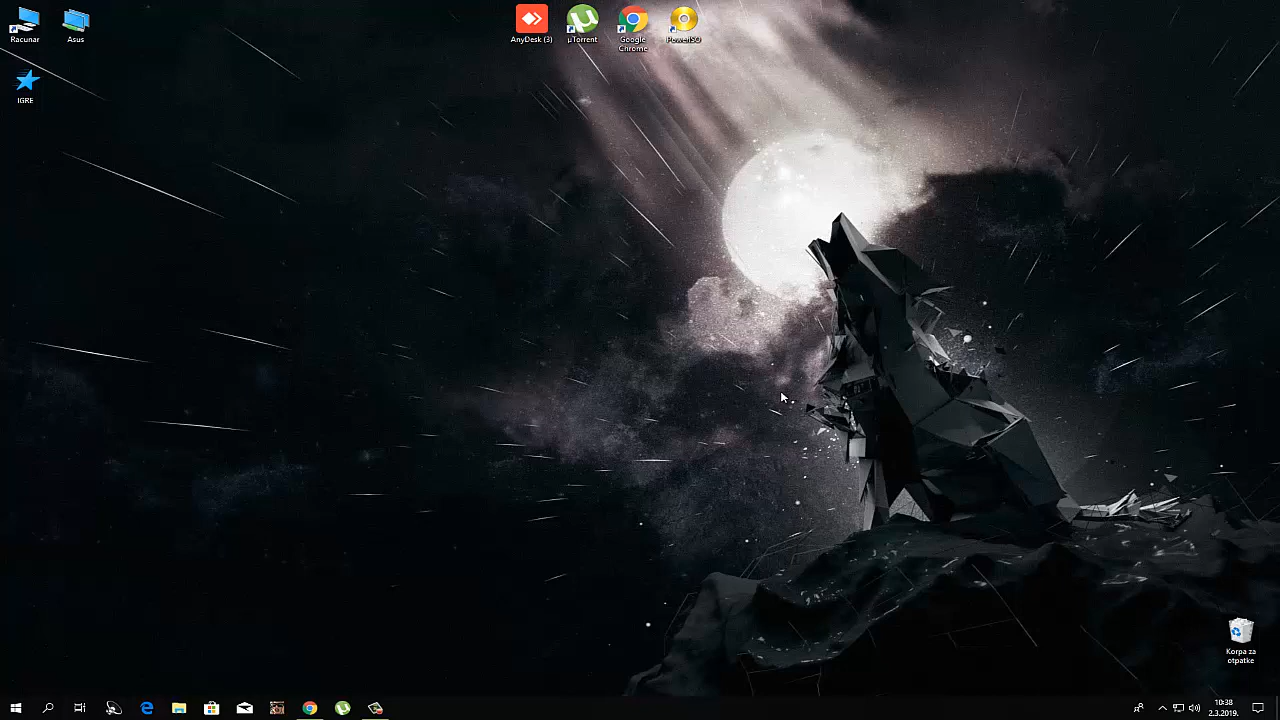 Racunar
Asus
AnyDesk (3)
µTorrent
Google
Chrome
PowerISO
IGRE
Korpa za
otpatke
10:38
2.3.2019.